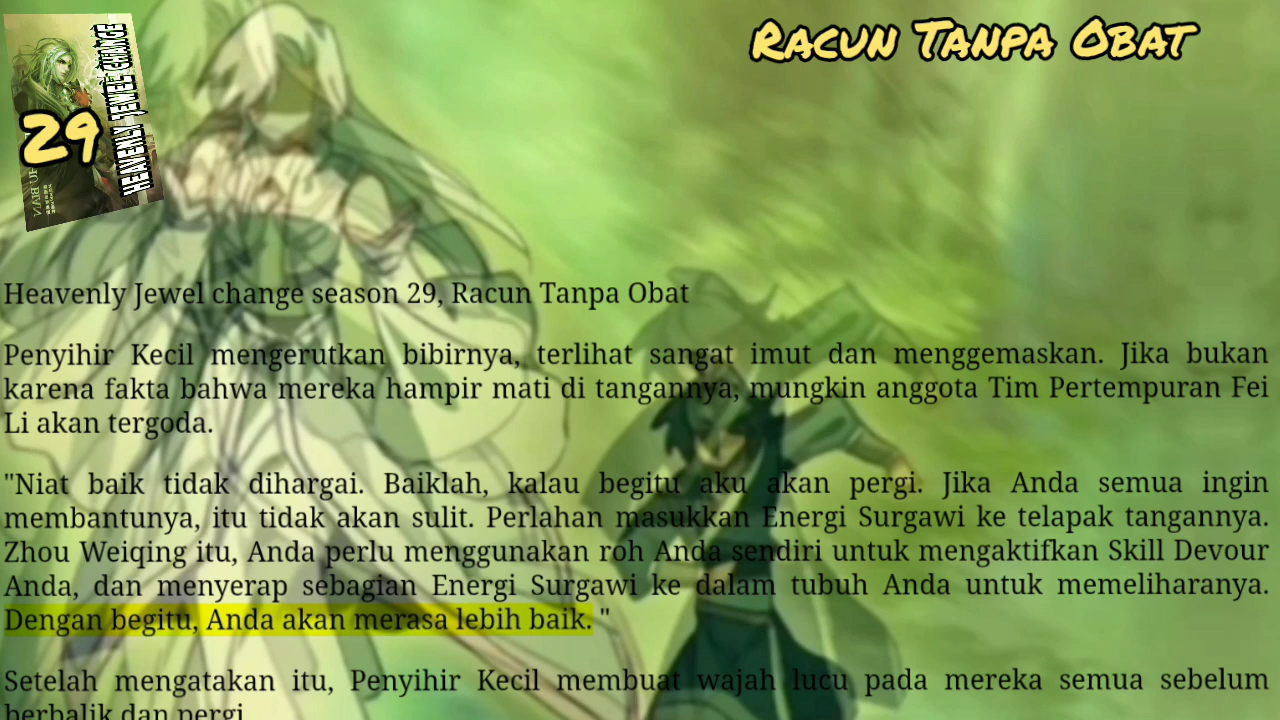 Racun Tanpa Obat
29
HEAVENLY JEWEL CHANGE
Heavenly Jewel change season 29, Racun Tanpa Obat
Penyihir Kecil mengerutkan bibirnya, terlihat sangat imut dan menggemaskan. Jika bukan
karena fakta bahwa mereka hampir mati di tangannya, mungkin anggota Tim Pertempuran Fei
Li akan tergoda.
"Niat baik tidak dihargai. Baiklah, kalau begitu aku akan pergi. Jika Anda semua ingin
membantunya, itu tidak akan sulit. Perlahan masukkan Energi Surgawi ke telapak tangannya.
Zhou Weiqing itu, Anda perlu menggunakan roh Anda sendiri untuk mengaktifkan Skill Devour
Anda, dan menyerap sebagian Energi Surgawi ke dalam tubuh Anda untuk memeliharanya.
Dengan begitu, Anda akan merasa lebih baik. "
Setelah mengatakan itu, Penyihir Kecil membuat wajah lucu pada mereka semua sebelum
berbalik dan pergi